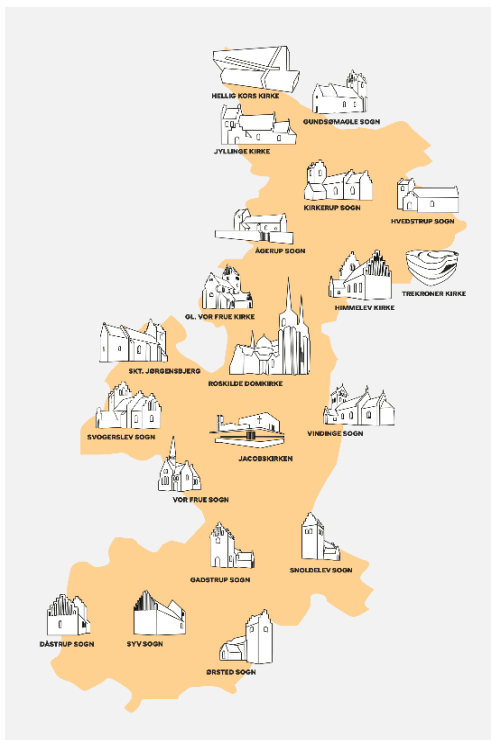 HELLIG KORS KIRKE
GUNDSØMAGLE SOGN
JYLLINGE KIRKE
KIRKERUP SOGN
HVEDSTRUP SOGN
ÅGERUP SOGN
TREKRONER KIRKE
HIMMELEV KIRKE
GL. VOR FRUE KIRKE
SKT. JØRGENSBJERG
ROSKILDE DOMKIRKE
SVOGERSLEV SOGN
VINDINGE SOGN
JACOBSKIRKEN
VOR FRUE SOGN
SNOLDELEV SOGN
GADSTRUP SOGN
DÅSTRUP SOGN
SYV SOGN
ØRSTED SOGN